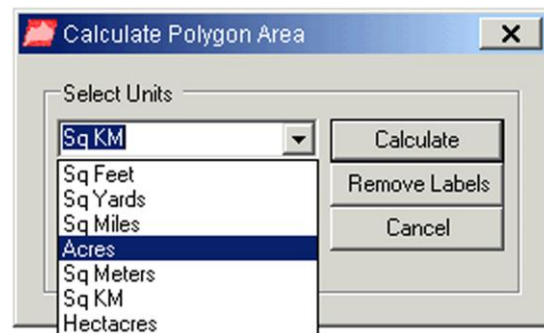 Calculate Polygon Area
Select Units
Sq KM
Calculate
Sq Feet
Remove Labels
Sq Yards
Sq Miles
Cancel
Acres
Sq Meters
Sq KM
Hectacres